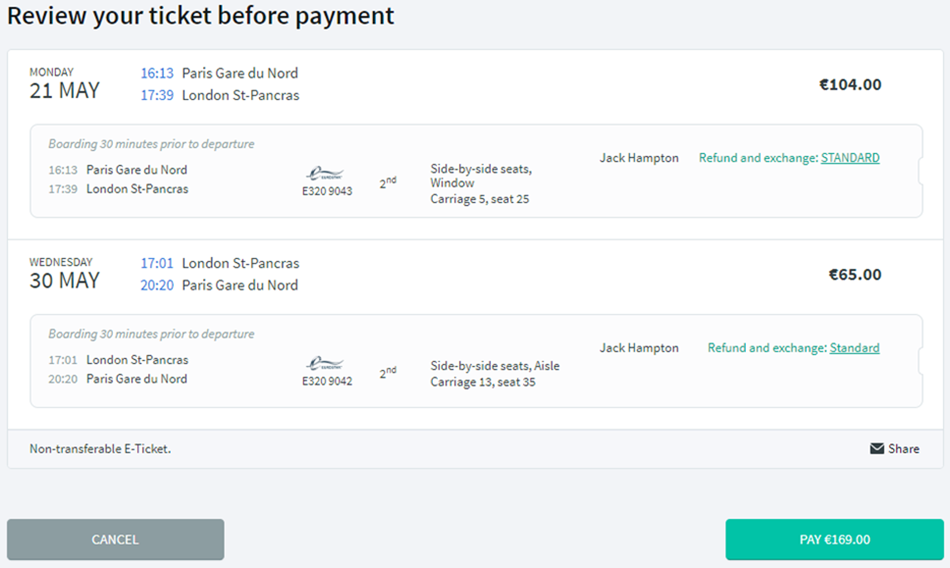 Review your ticket before payment
MONDAY
21 MAY
16:13 Paris Gare du Nord
17:39 London St-Pancras
€104.00
Boarding 30 minutes prior to departure
16:13 Paris Gare du Nord
17:39 London St-Pancras
E320 9043
2nd
Side-by-side seats,
Window
Carriage 5, seat 25
Jack Hampton
Refund and exchange: STANDARD
WEDNESDAY
30 MAY
17:01 London St-Pancras
20:20 Paris Gare du Nord
€65.00
Boarding 30 minutes prior to departure
17:01 London St-Pancras
20:20 Paris Gare du Nord
E320 9042
2nd
Side-by-side seats, Aisle
Carriage 13, seat 35
Jack Hampton
Refund and exchange: Standard
Non-transferable E-Ticket.
Share
CANCEL
PAY €169.00